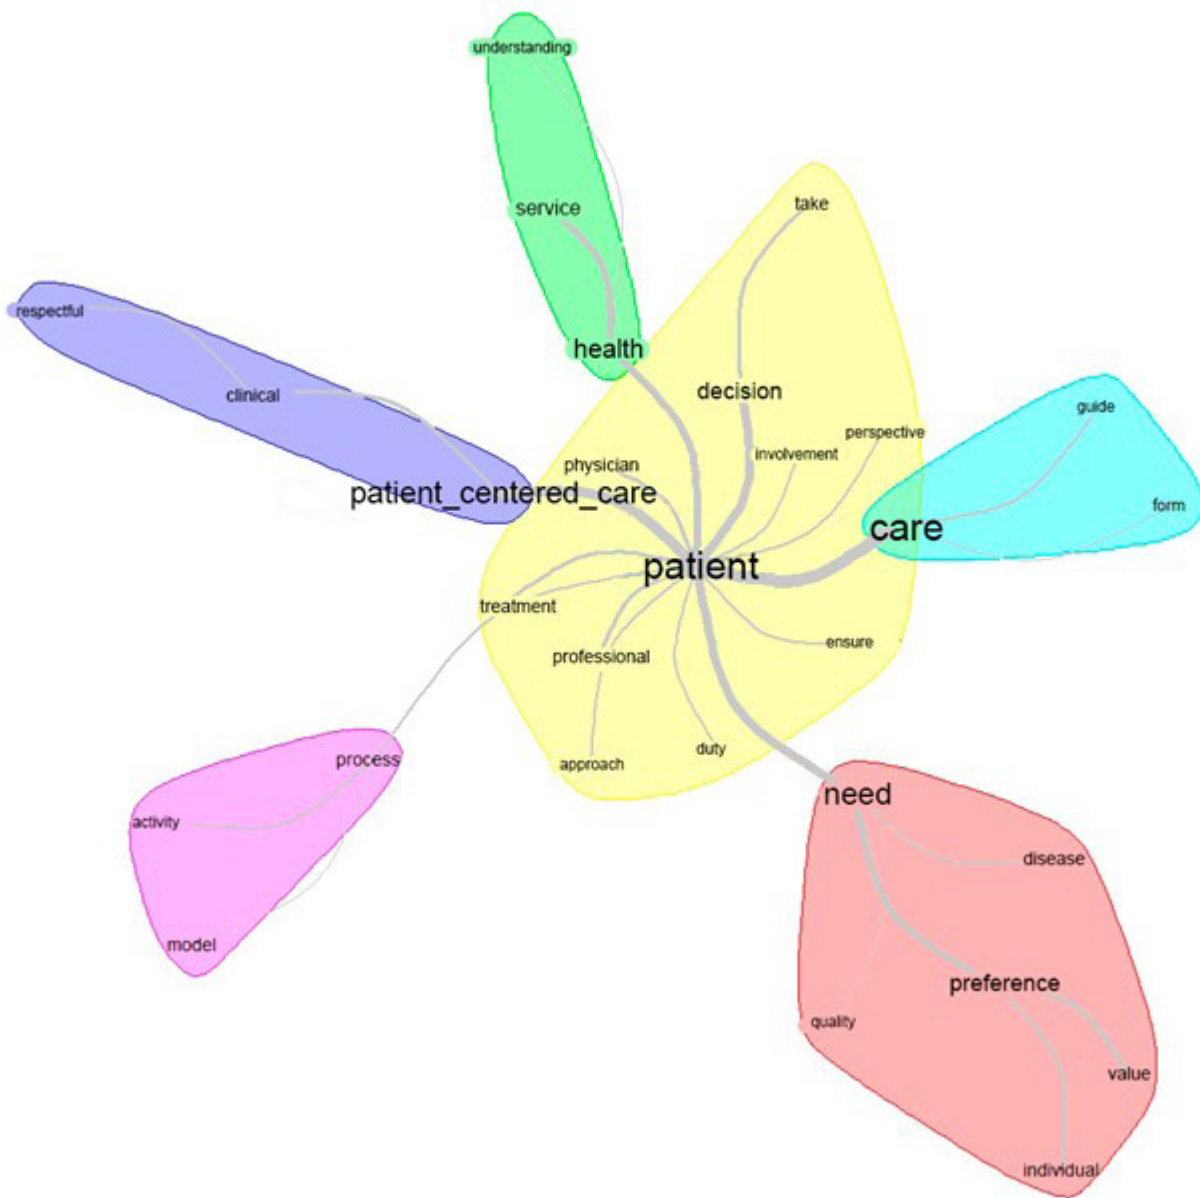 understanding
take
service
respectful
health
decision
clinical
guide
perspective
involvement
physician
patient_centered_care
form
care
patient
treatment
ensure
professional
duty
process
approach
need
activity
disease
model
preference
quality
value
individual